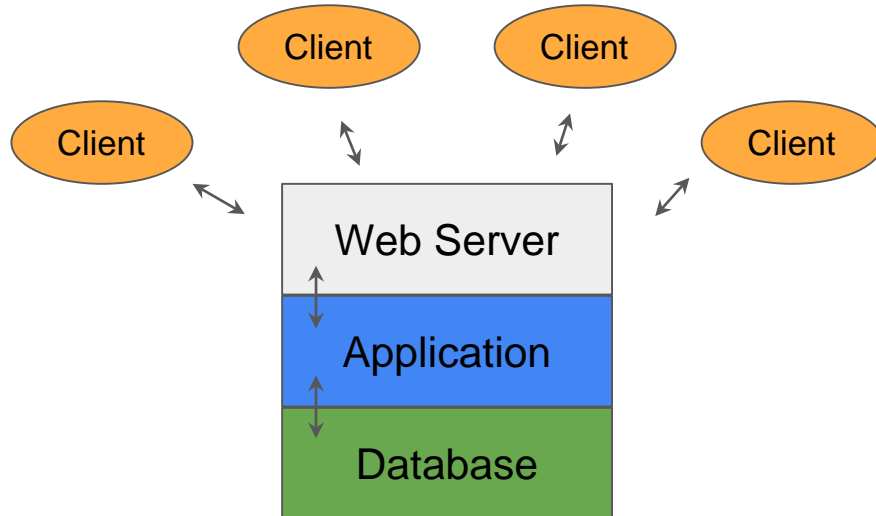 Client
Client
Client
Client
Web Server
Application
Database